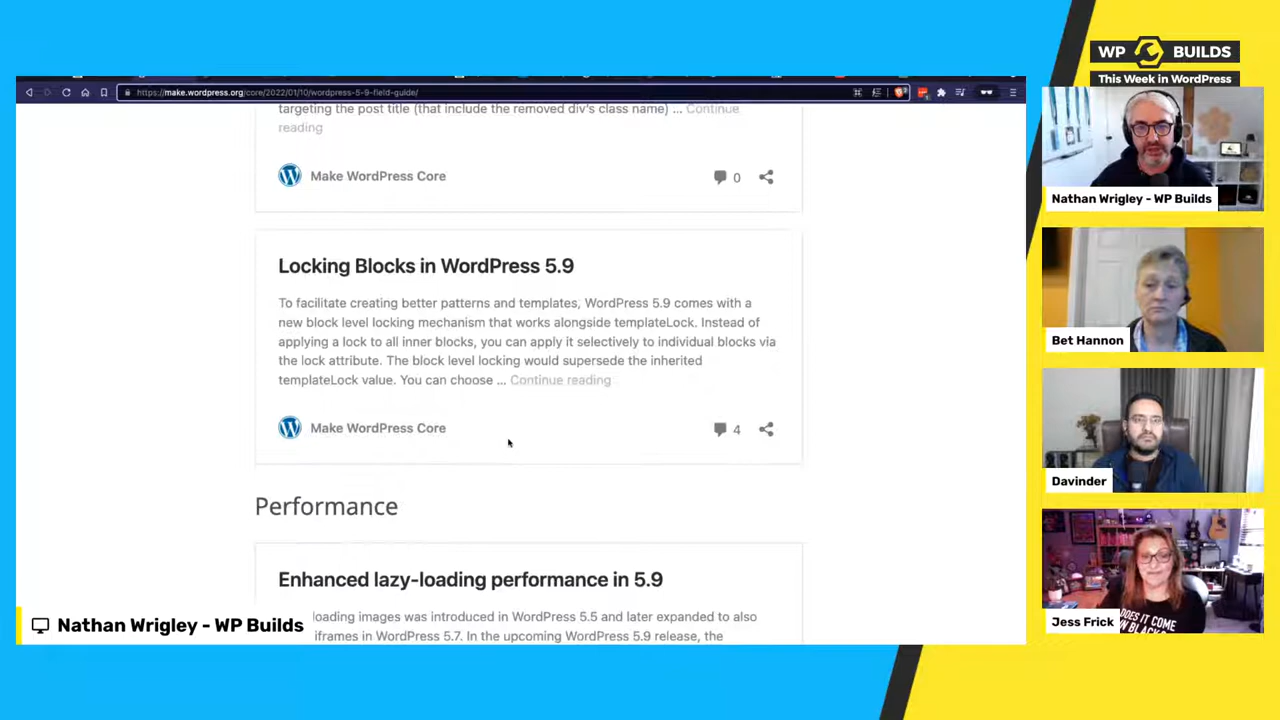 https://make.wordpress.org/core/2022/01/10/wordpress-5-9-field-guide/
targeting the post title (that include the removed div's class name) ... Continue
reading
Make WordPress Core
0
Locking Blocks in WordPress 5.9
To facilitate creating better patterns and templates, WordPress 5.9 comes with a
new block level locking mechanism that works alongside templateLock. Instead of
applying a lock to all inner blocks, you can apply it selectively to individual blocks via
the lock attribute. The block level locking would supersede the inherited
templateLock value. You can choose ... Continue reading
Make WordPress Core
4
Performance
Enhanced lazy-loading performance in 5.9
loading images was introduced in WordPress 5.5 and later expanded to also
iframes in WordPress 5.7. In the upcoming WordPress 5.9 release, the
Nathan Wrigley - WP Builds
WP BUILDS
This Week in WordPress
Nathan Wrigley - WP Builds
Bet Hannon
Davinder
Jess Frick
DOES IT COME
IN BLACK?